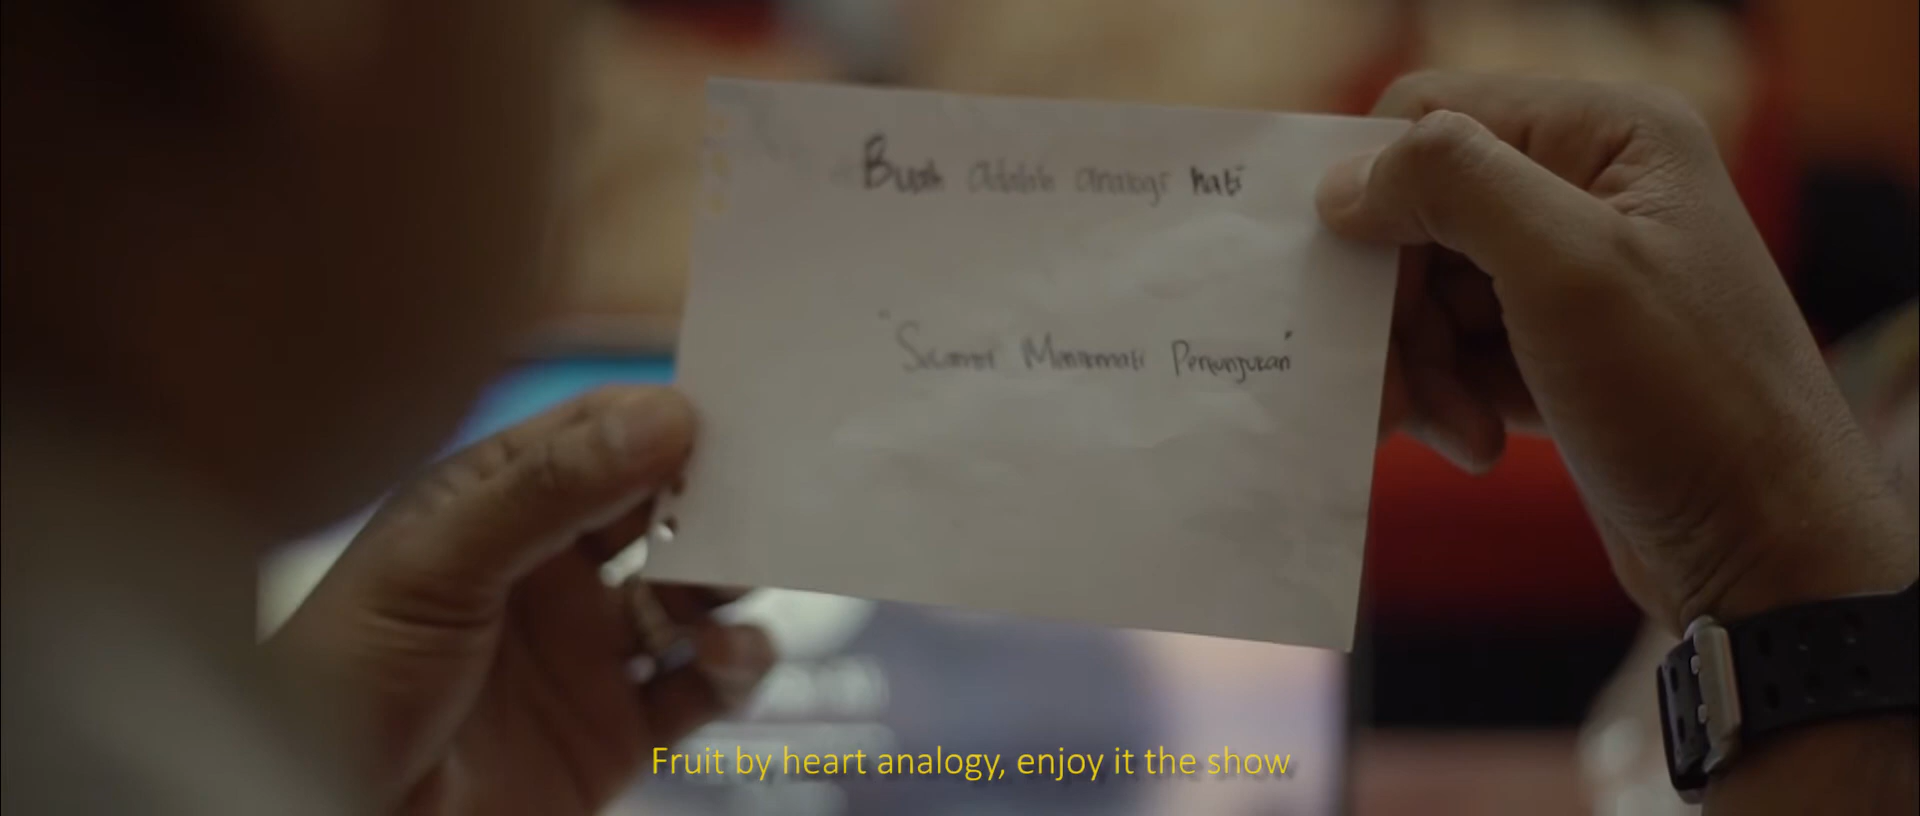 Buah adalah analogi hati
"Selamat Menikmati Pertunjukan"
Fruit by heart analogy, enjoy it the show